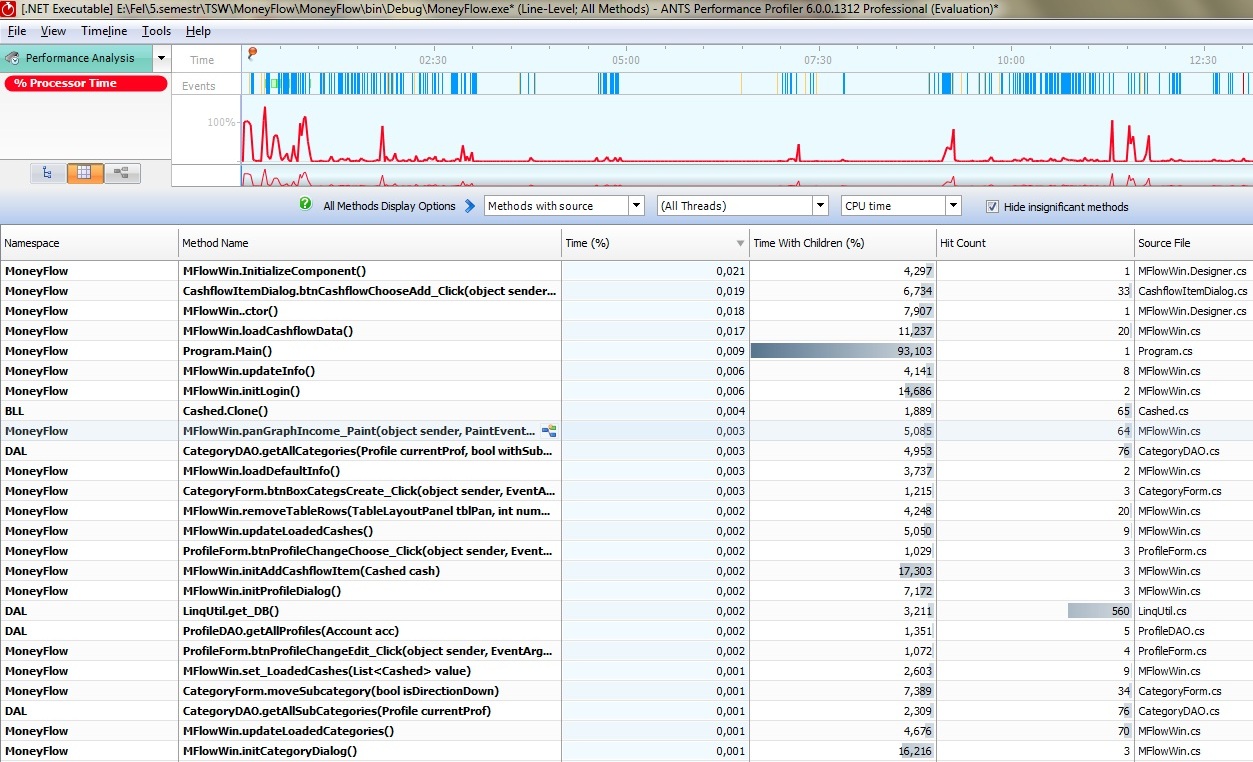 [.NET Executable] E:\Fel\5.semestr\TSW\MoneyFlow\MoneyFlow\bin\Debug\MoneyFlow.exe* (Line-Level; All Methods) - ANTS Performance Profiler 6.0.0.1312 Professional (Evaluation)*
File View Timeline Tools Help
Performance Analysis Time 02:30 05:00 07:30 10:00 12:30
% Processor Time Events
100%
All Methods Display Options Methods with source (All Threads) CPU time Hide insignificant methods
Namespace Method Name Time (%) Time With Children (%) Hit Count Source File
MoneyFlow MFlowWin.InitializeComponent() 0,021 4,297 1 MFlowWin.Designer.cs
MoneyFlow CashflowItemDialog.btnCashflowChooseAdd_Click(object sender... 0,019 6,734 33 CashflowItemDialog.cs
MoneyFlow MFlowWin..ctor() 0,018 7,907 1 MFlowWin.Designer.cs
MoneyFlow MFlowWin.loadCashflowData() 0,017 11,237 20 MFlowWin.cs
MoneyFlow Program.Main() 0,009 93,103 1 Program.cs
MoneyFlow MFlowWin.updateInfo() 0,006 4,141 8 MFlowWin.cs
MoneyFlow MFlowWin.initLogin() 0,006 14,686 2 MFlowWin.cs
BLL Cashed.Clone() 0,004 1,889 65 Cashed.cs
MoneyFlow MFlowWin.panGraphIncome_Paint(object sender, PaintEvent... 0,003 5,085 64 MFlowWin.cs
DAL CategoryDAO.getAllCategories(Profile currentProf, bool withSub... 0,003 4,953 76 CategoryDAO.cs
MoneyFlow MFlowWin.loadDefaultInfo() 0,003 3,737 2 MFlowWin.cs
MoneyFlow CategoryForm.btnBoxCategsCreate_Click(object sender, EventA... 0,003 1,215 3 CategoryForm.cs
MoneyFlow MFlowWin.removeTableRows(TableLayoutPanel tblPan, int num... 0,002 4,248 20 MFlowWin.cs
MoneyFlow MFlowWin.updateLoadedCashes() 0,002 5,050 9 MFlowWin.cs
MoneyFlow ProfileForm.btnProfileChangeChoose_Click(object sender, Event... 0,002 1,029 3 ProfileForm.cs
MoneyFlow MFlowWin.initAddCashflowItem(Cashed cash) 0,002 17,303 3 MFlowWin.cs
MoneyFlow MFlowWin.initProfileDialog() 0,002 7,172 3 MFlowWin.cs
DAL LinqUtil.get_DB() 0,002 3,211 560 LinqUtil.cs
DAL ProfileDAO.getAllProfiles(Account acc) 0,002 1,351 5 ProfileDAO.cs
MoneyFlow ProfileForm.btnProfileChangeEdit_Click(object sender, EventArg... 0,002 1,072 4 ProfileForm.cs
MoneyFlow MFlowWin.set_LoadedCashes(List<Cashed> value) 0,001 2,603 9 MFlowWin.cs
MoneyFlow CategoryForm.moveSubcategory(bool isDirectionDown) 0,001 7,389 34 CategoryForm.cs
DAL CategoryDAO.getAllSubCategories(Profile currentProf) 0,001 2,309 76 CategoryDAO.cs
MoneyFlow MFlowWin.updateLoadedCategories() 0,001 4,676 70 MFlowWin.cs
MoneyFlow MFlowWin.initCategoryDialog() 0,001 16,216 3 MFlowWin.cs